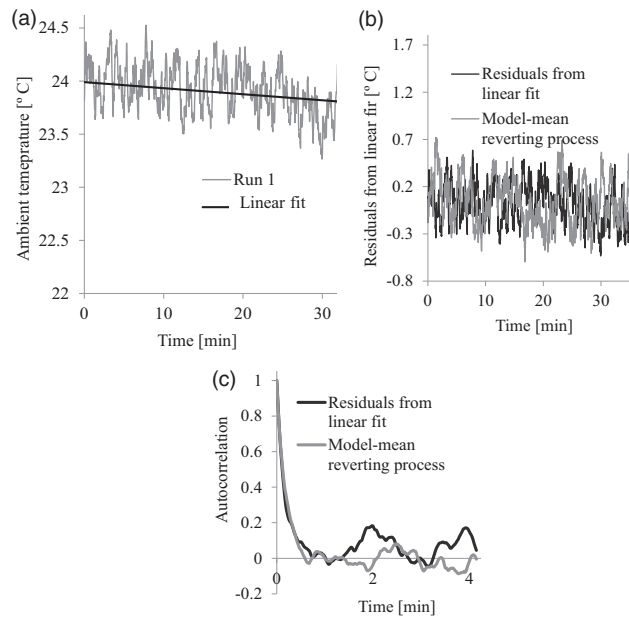 (a)
24.5
24
23.5
23
22.5
22
Ambient temeprature [° C]
Run 1
Linear fit
0
10
20
30
Time [min]
(b)
1.7
1.2
0.7
0.2
-0.3
-0.8
Residuals from linear fir [° C]
Residuals from
linear fit
Model-mean
reverting process
0
10
20
30
Time [min]
(c)
1
0.8
0.6
0.4
0.2
0
-0.2
Autocorrelation
Residuals from
linear fit
Model-mean
reverting process
0
2
4
Time [min]